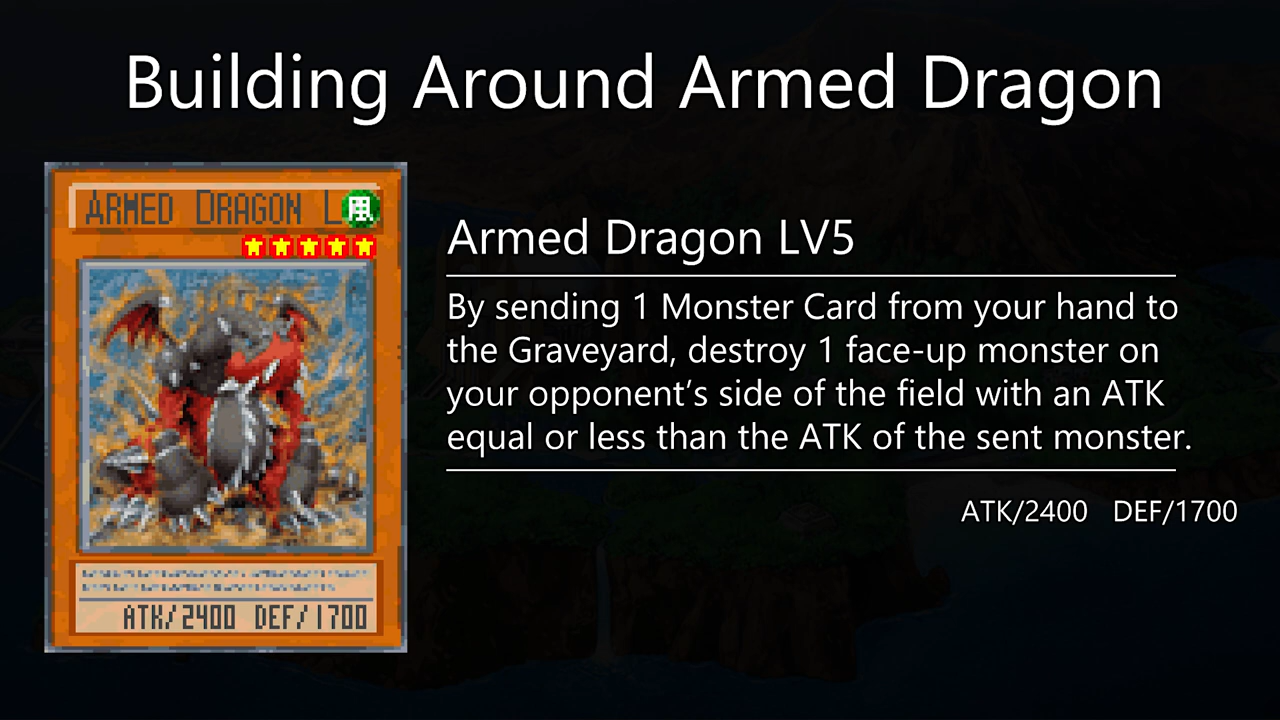 Building Around Armed Dragon
ARMED DRAGON L
風
Armed Dragon LV5
By sending 1 Monster Card from your hand to
the Graveyard, destroy 1 face-up monster on
your opponent’s side of the field with an ATK
equal or less than the ATK of the sent monster.
ATK/2400 DEF/1700
ATK/2400 DEF/1700